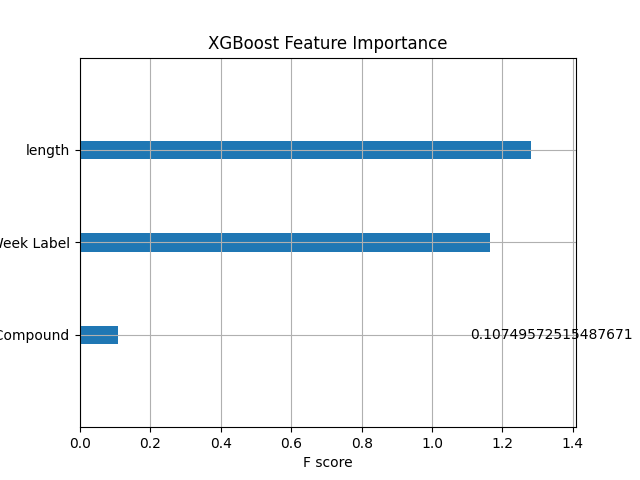 XGBoost Feature Importance
length
Week Label
Compound
0.10749572515487671
0.0 0.2 0.4 0.6 0.8 1.0 1.2 1.4
F score